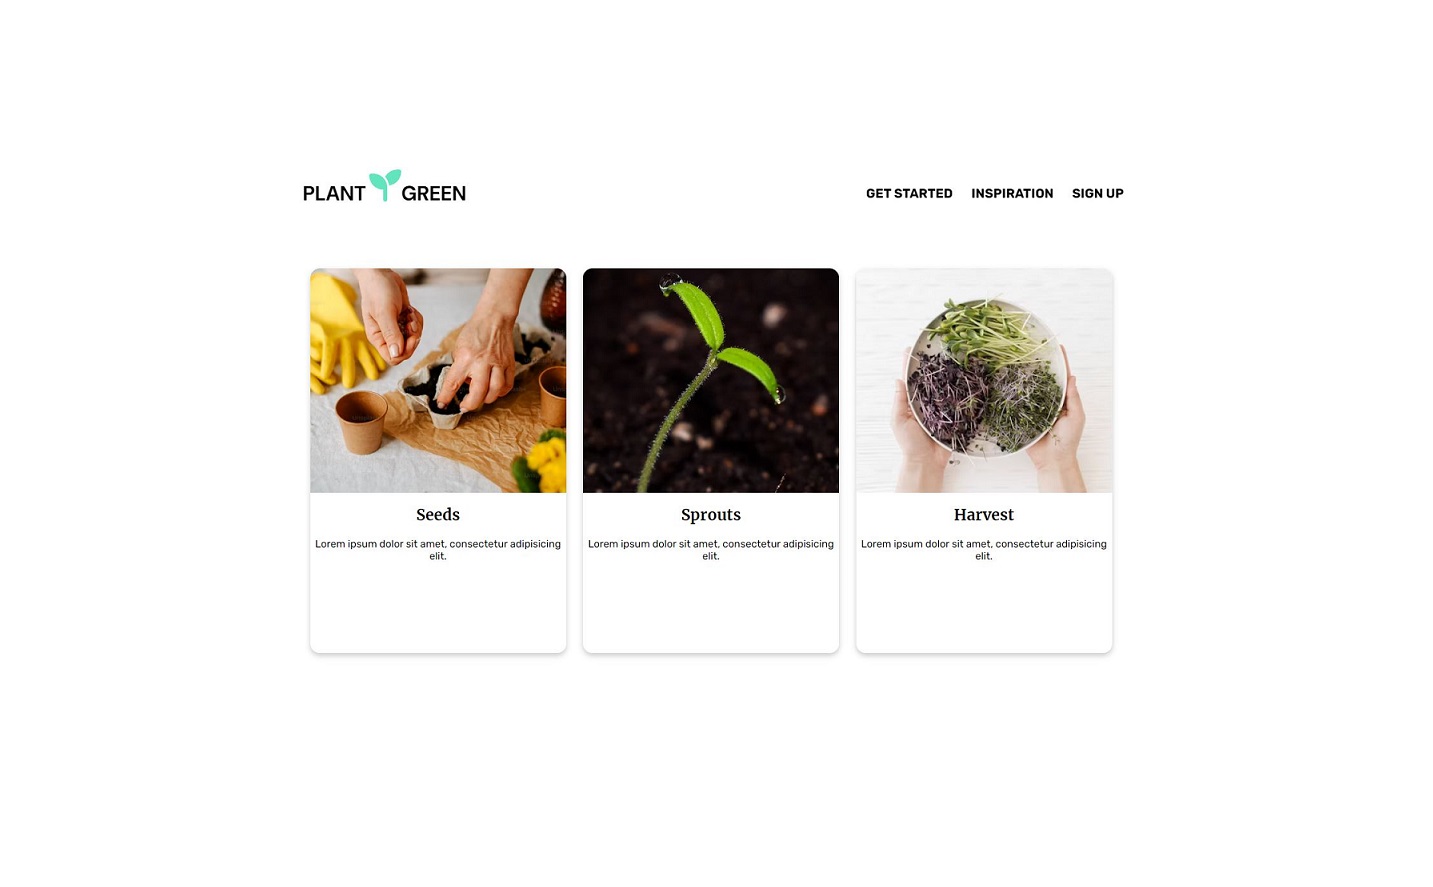 PLANT GREEN
GET STARTED INSPIRATION SIGN UP
Seeds
Lorem ipsum dolor sit amet, consectetur adipisicing
elit.
Sprouts
Lorem ipsum dolor sit amet, consectetur adipisicing
elit.
Harvest
Lorem ipsum dolor sit amet, consectetur adipisicing
elit.